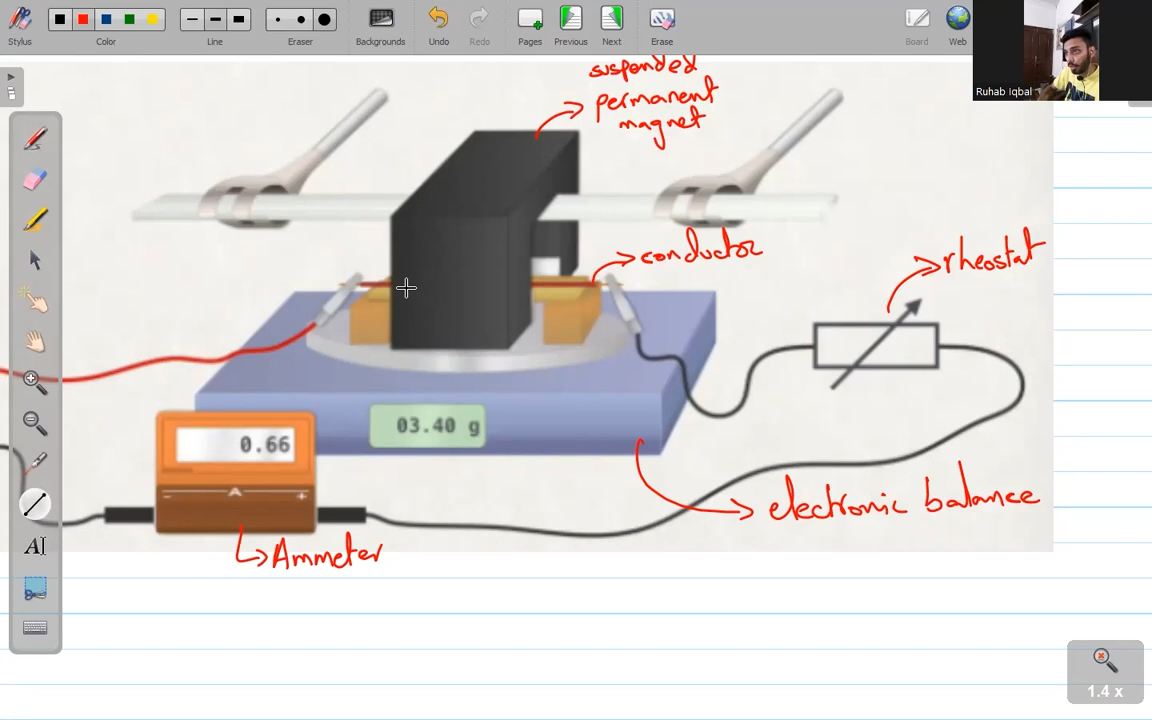 Stylus
Color
Line
Eraser
Backgrounds
Undo
Redo
Pages
Previous
Next
Erase
Board
Web
Ruhab Iqbal
suspended
permanent
magnet
conductor
rheostat
03.40 g
0.66
- A +
electronic balance
Ammeter
A
1.4 x